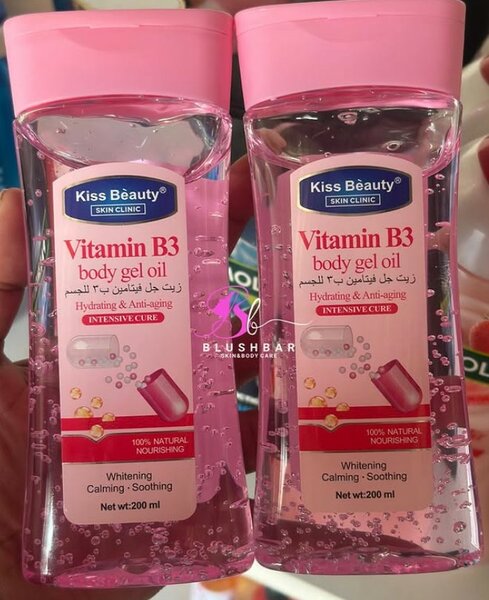 Kiss Bèauty®
SKIN CLINIC
Vitamin B3
body gel oil
زيت جل فيتامين ب٣ للجسم
Hydrating & Anti-aging
INTENSIVE CURE
100% NATURAL
NOURISHING
Whitening
Calming · Soothing
Net wt:200 ml
Kiss Bèauty®
SKIN CLINIC
Vitamin B3
body gel oil
زيت جل فيتامين ب٣ للجسم
Hydrating & Anti-aging
INTENSIVE CURE
100% NATURAL
NOURISHING
Whitening
Calming · Soothing
Net wt:200 ml
BLUSHBAR
SKIN&BODY CARE